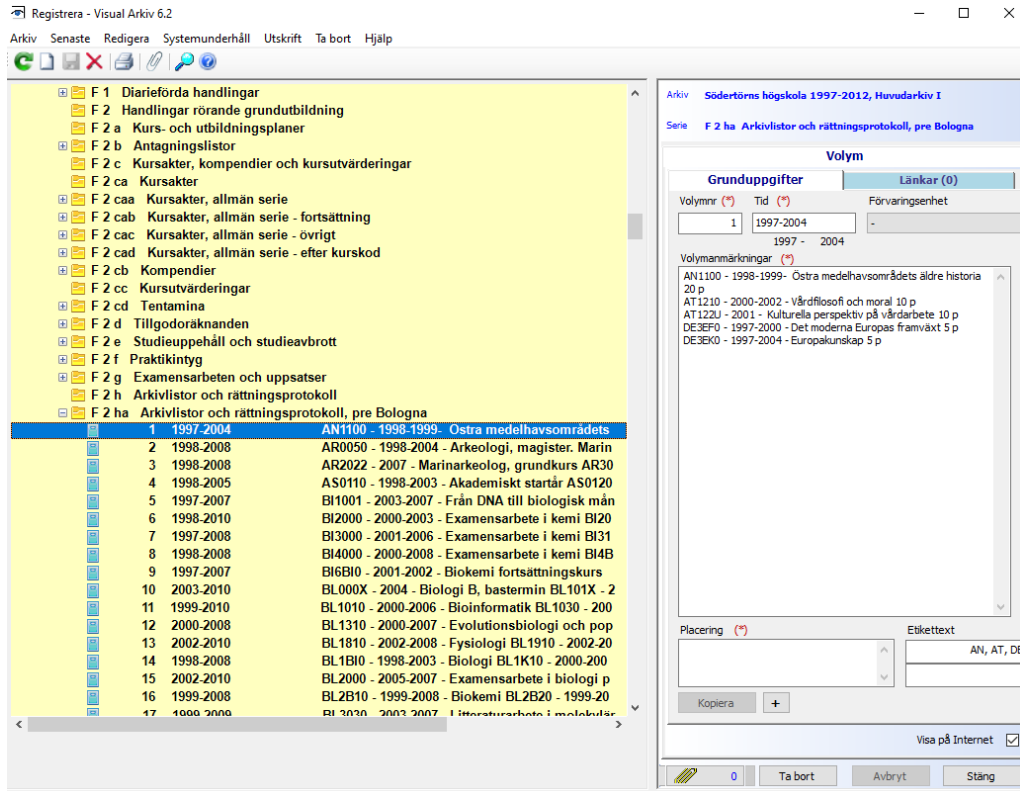 Registrera - Visual Arkiv 6.2
Arkiv Senaste Redigera Systemunderhåll Utskrift Ta bort Hjälp
F 1 Diarieförda handlingar
F 2 Handlingar rörande grundutbildning
F 2 a Kurs- och utbildningsplaner
F 2 b Antagningslistor
F 2 c Kursakter, kompendier och kursutvärderingar
F 2 ca Kursakter
F 2 caa Kursakter, allmän serie
F 2 cab Kursakter, allmän serie - fortsättning
F 2 cac Kursakter, allmän serie - övrigt
F 2 cad Kursakter, allmän serie - efter kurskod
F 2 cb Kompendier
F 2 cc Kursutvärderingar
F 2 cd Tentamina
F 2 d Tillgodoräknanden
F 2 e Studieuppehåll och studieavbrott
F 2 f Praktikintyg
F 2 g Examensarbeten och uppsatser
F 2 h Arkivlistor och rättningsprotokoll
F 2 ha Arkivlistor och rättningsprotokoll, pre Bologna
1 1997-2004 AN1100 - 1998-1999- Östra medelhavsområdets
2 1998-2008 AR0050 - 1998-2004 - Arkeologi, magister. Marin
3 1998-2008 AR2022 - 2007 - Marinarkeolog, grundkurs AR30
4 1998-2005 AS0110 - 1998-2003 - Akademiskt startår AS0120
5 1997-2007 BI1001 - 2003-2007 - Från DNA till biologisk mån
6 1998-2010 BI2000 - 2000-2003 - Examensarbete i kemi BI20
7 1997-2008 BI3000 - 2001-2006 - Examensarbete i kemi BI31
8 1998-2008 BI4000 - 2000-2008 - Examensarbete i kemi BI4B
9 1997-2007 BI6BI0 - 2001-2002 - Biokemi fortsättningskurs
10 2003-2010 BL000X - 2004 - Biologi B, bastermin BL101X - 2
11 1999-2010 BL1010 - 2000-2006 - Bioinformatik BL1030 - 200
12 2000-2008 BL1310 - 2000-2007 - Evolutionsbiologi och pop
13 2002-2010 BL1810 - 2002-2008 - Fysiologi BL1910 - 2002-20
14 1998-2008 BL1BI0 - 1998-2003 - Biologi BL1K10 - 2000-200
15 2002-2010 BL2000 - 2005-2007 - Examensarbete i biologi p
16 1999-2008 BL2B10 - 1999-2008 - Biokemi BL2B20 - 1999-20
17 1999-2009 BL3030 - 2003-2007 - Litteraturarbete i molekylär
Arkiv Södertörns högskola 1997-2012, Huvudarkiv I
Serie F 2 ha Arkivlistor och rättningsprotokoll, pre Bologna
Volym
Grunduppgifter Länkar (0)
Volymnr (*) Tid (*) Förvaringsenhet
1 1997-2004 -
1997 - 2004
Volymanmärkningar (*)
AN1100 - 1998-1999- Östra medelhavsområdets äldre historia
20 p
AT1210 - 2000-2002 - Vårdfilosofi och moral 10 p
AT122U - 2001 - Kulturella perspektiv på vårdarbete 10 p
DE3EF0 - 1997-2000 - Det moderna Europas framväxt 5 p
DE3EK0 - 1997-2004 - Europakunskap 5 p
Placering (*) Etikettext
AN, AT, DE
Kopiera +
Visa på Internet
0 Ta bort Avbryt Stäng